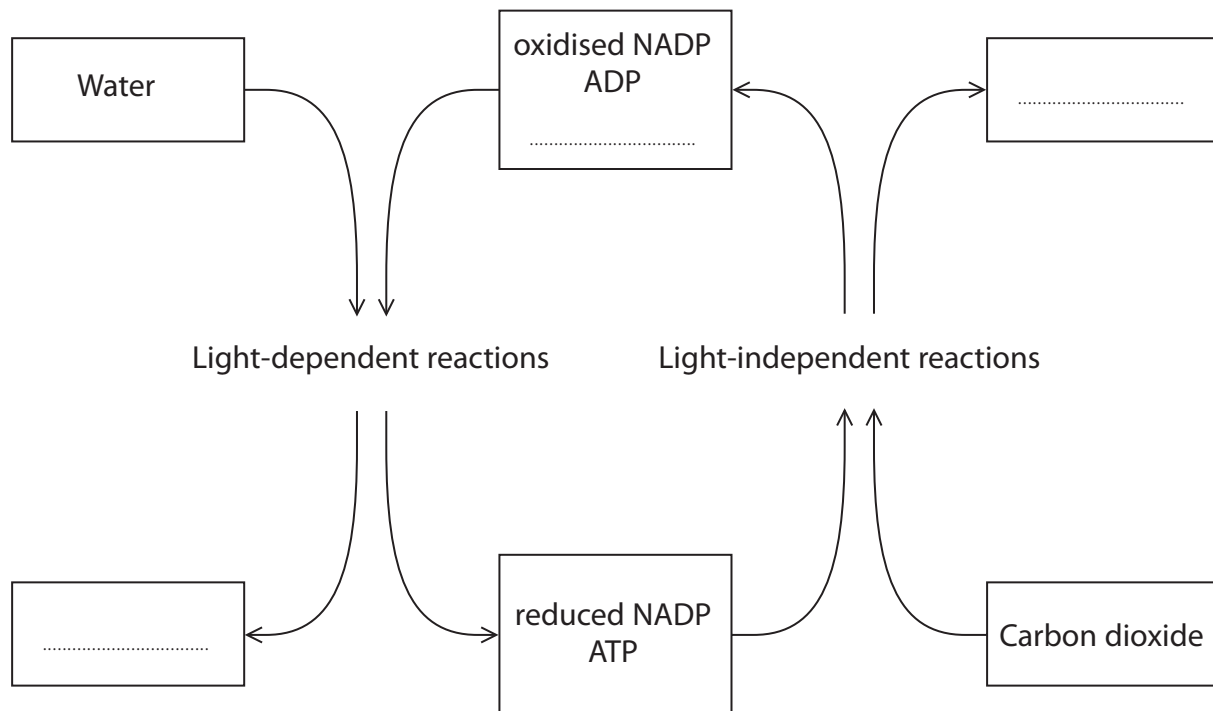 Water
oxidised NADP
ADP
................................
................................
Light-dependent reactions
Light-independent reactions
................................
reduced NADP
ATP
Carbon dioxide